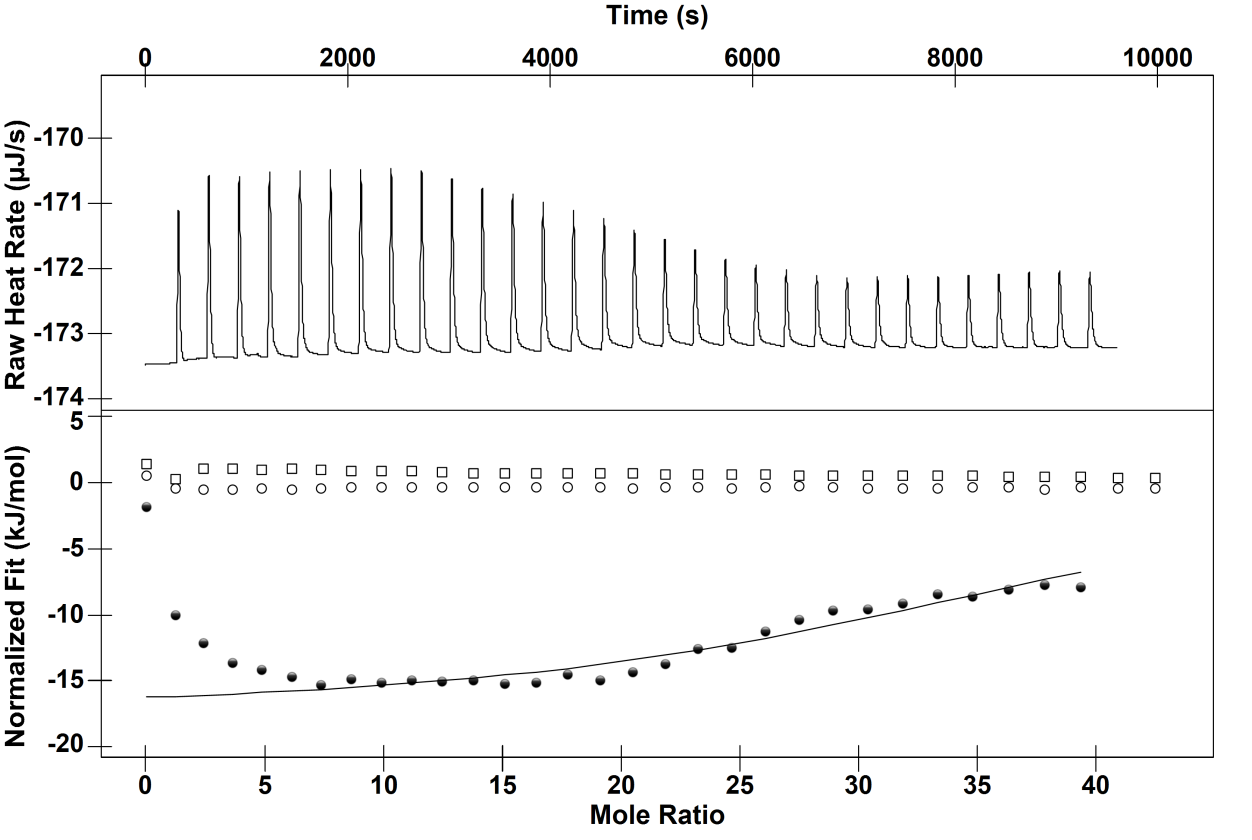 Time (s)
0 2000 4000 6000 8000 10000
Raw Heat Rate (µJ/s)
-170
-171
-172
-173
-174
Normalized Fit (kJ/mol)
5
0
-5
-10
-15
-20
0 5 10 15 20 25 30 35 40
Mole Ratio